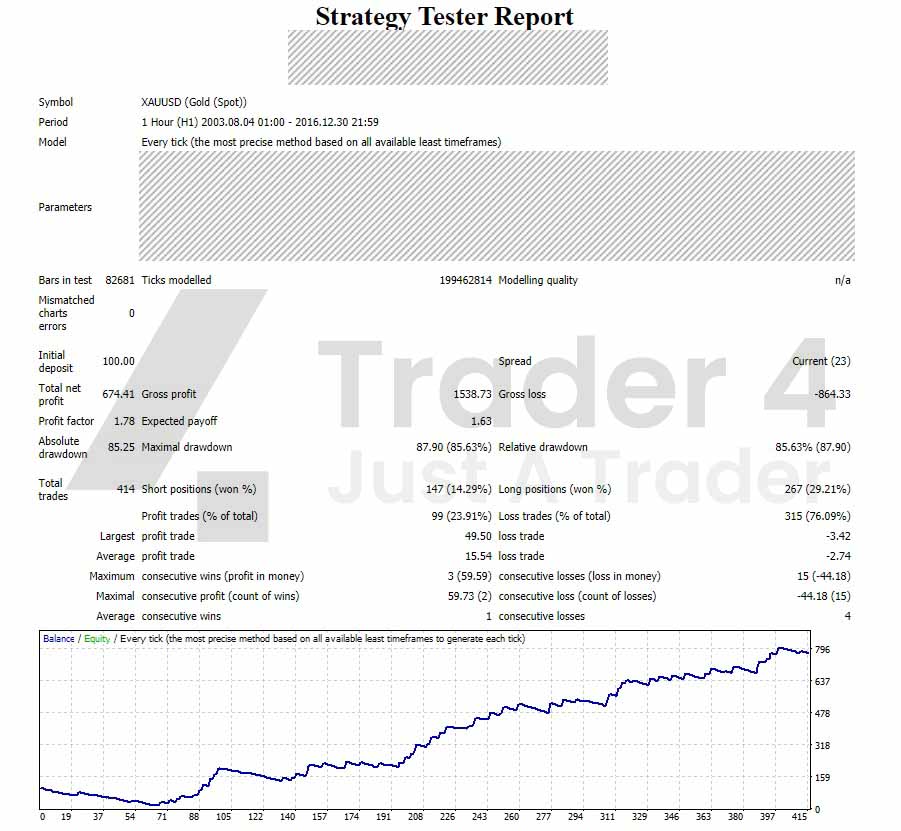 Strategy Tester Report
Symbol XAUUSD (Gold (Spot))
Period 1 Hour (H1) 2003.08.04 01:00 - 2016.12.30 21:59
Model Every tick (the most precise method based on all available least timeframes)
Parameters
Bars in test 82681 Ticks modelled 199462814 Modelling quality n/a
Mismatched
charts 0
errors
Initial
deposit 100.00 Spread Current (23)
Total net
profit 674.41 Gross profit 1538.73 Gross loss -864.33
Profit factor 1.78 Expected payoff 1.63
Absolute
drawdown 85.25 Maximal drawdown 87.90 (85.63%) Relative drawdown 85.63% (87.90)
Total
trades 414 Short positions (won %) 147 (14.29%) Long positions (won %) 267 (29.21%)
Profit trades (% of total) 99 (23.91%) Loss trades (% of total) 315 (76.09%)
Largest profit trade 49.50 loss trade -3.42
Average profit trade 15.54 loss trade -2.74
Maximum consecutive wins (profit in money) 3 (59.59) consecutive losses (loss in money) 15 (-44.18)
Maximal consecutive profit (count of wins) 59.73 (2) consecutive loss (count of losses) -44.18 (15)
Average consecutive wins 1 consecutive losses 4
Trader 4
Just A Trader
Balance / Equity / Every tick (the most precise method based on all available least timeframes to generate each tick)
796
637
478
318
159
0
0 19 37 54 71 88 105 122 140 157 174 191 208 226 243 260 277 294 311 329 346 363 380 397 415